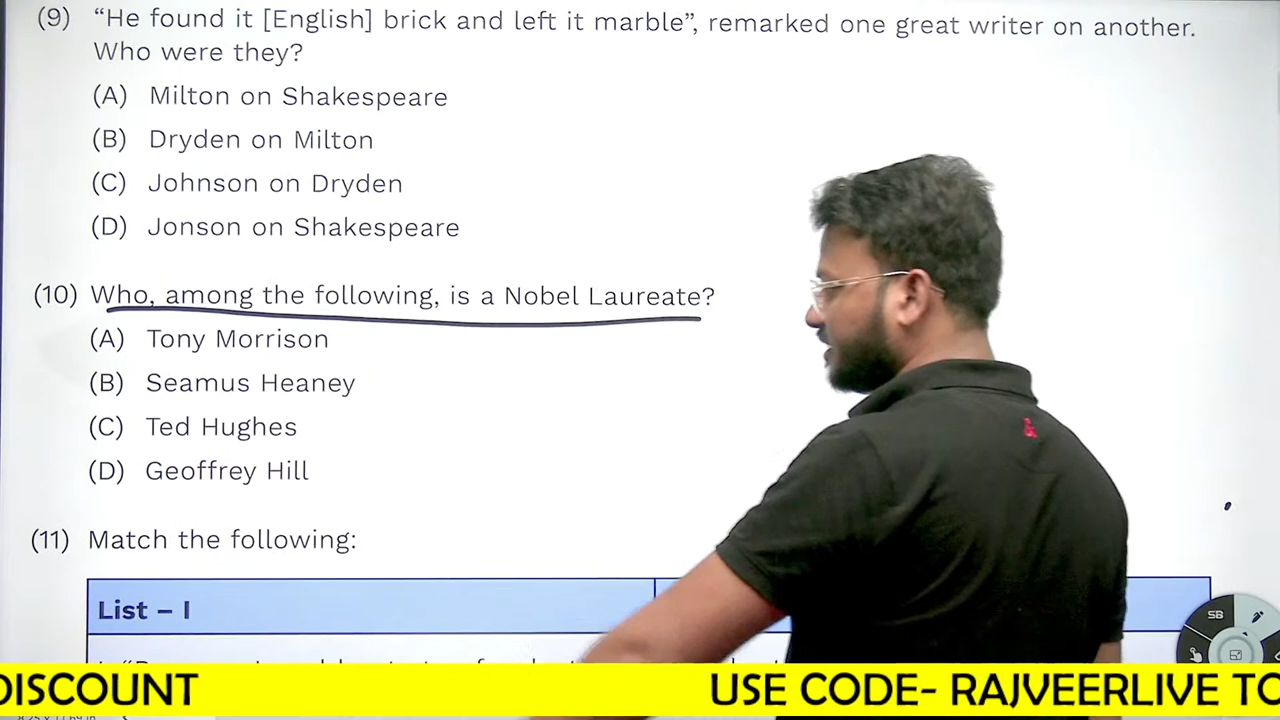 (9) “He found it [English] brick and left it marble”, remarked one great writer on another.
Who were they?
(A) Milton on Shakespeare
(B) Dryden on Milton
(C) Johnson on Dryden
(D) Jonson on Shakespeare
(10) Who, among the following, is a Nobel Laureate?
(A) Tony Morrison
(B) Seamus Heaney
(C) Ted Hughes
(D) Geoffrey Hill
(11) Match the following:
List – I
SB
DISCOUNT USE CODE- RAJVEERLIVE TO